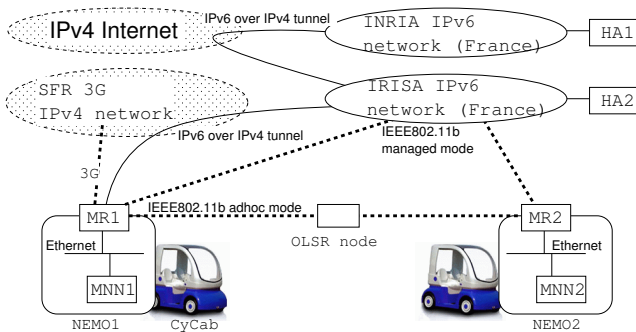 IPv4 Internet
IPv6 over IPv4 tunnel
INRIA IPv6
network (France)
HA1
SFR 3G
IPv4 network
IPv6 over IPv4 tunnel
IRISA IPv6
network (France)
HA2
IEEE802.11b
managed mode
3G
MR1
IEEE802.11b adhoc mode
OLSR node
MR2
Ethernet
MNN1
NEMO1
CyCab
Ethernet
MNN2
NEMO2